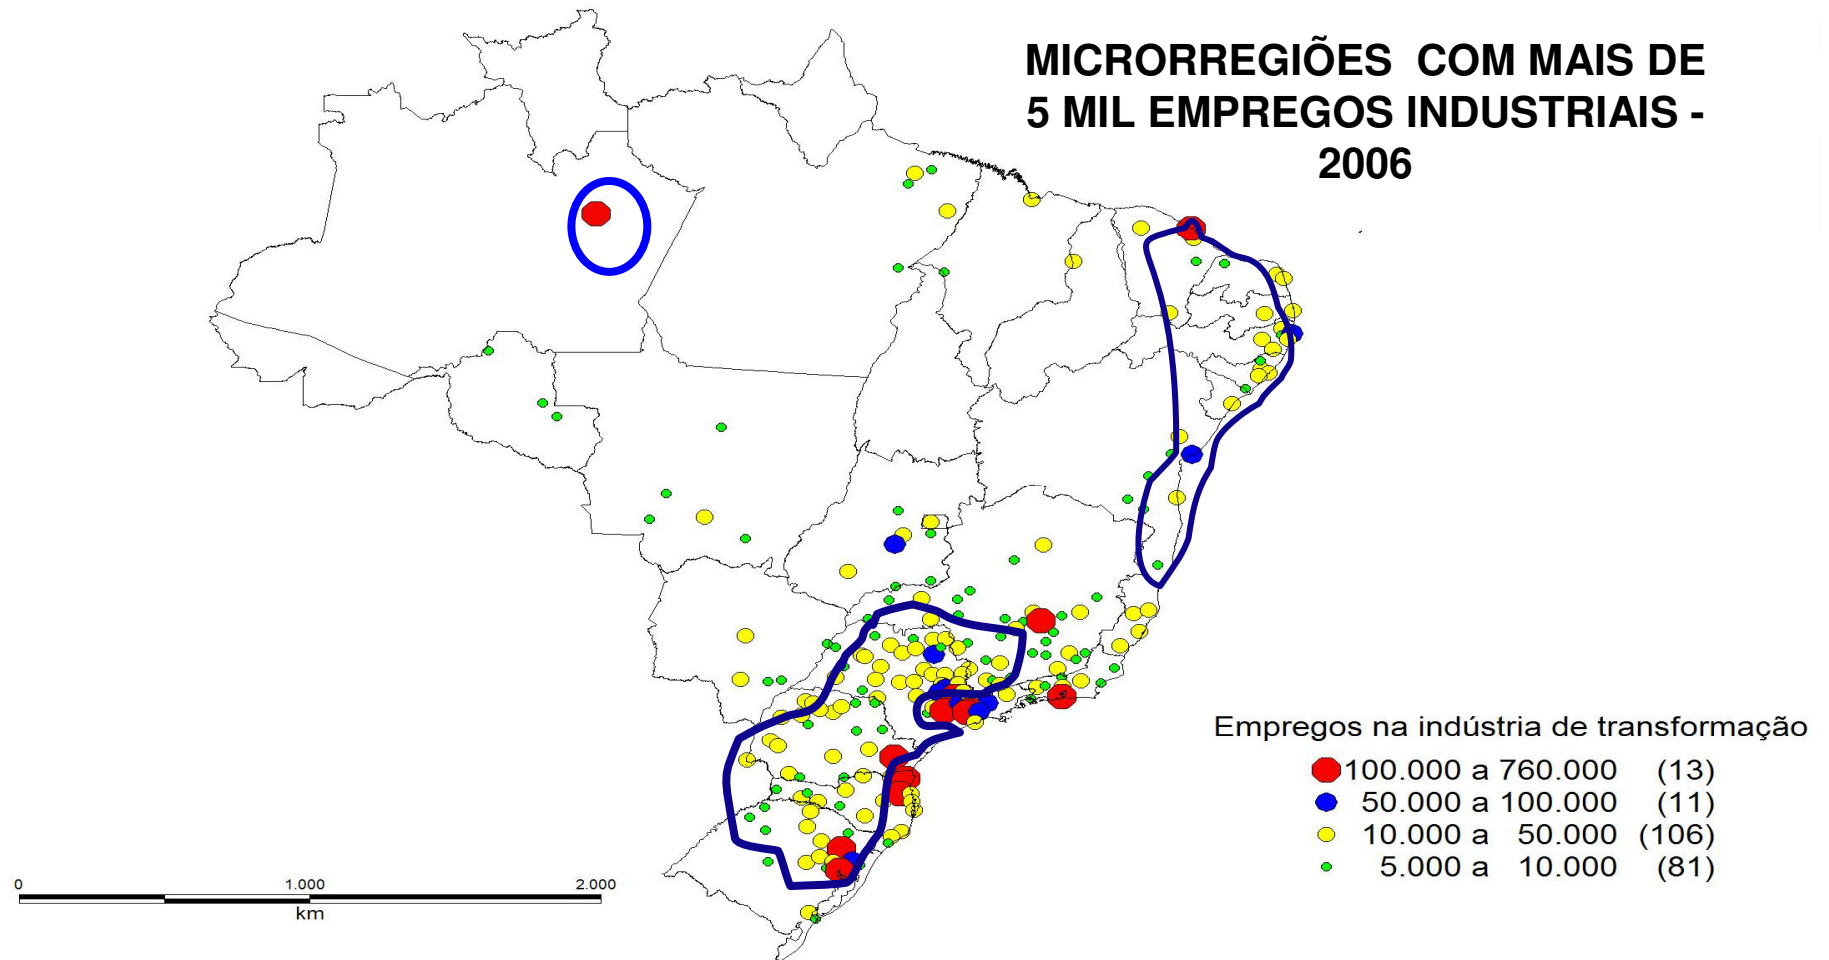 MICRORREGIÕES COM MAIS DE
5 MIL EMPREGOS INDUSTRIAIS -
2006
Empregos na indústria de transformação
100.000 a 760.000 (13)
50.000 a 100.000 (11)
10.000 a 50.000 (106)
5.000 a 10.000 (81)
0 1.000 2.000
km